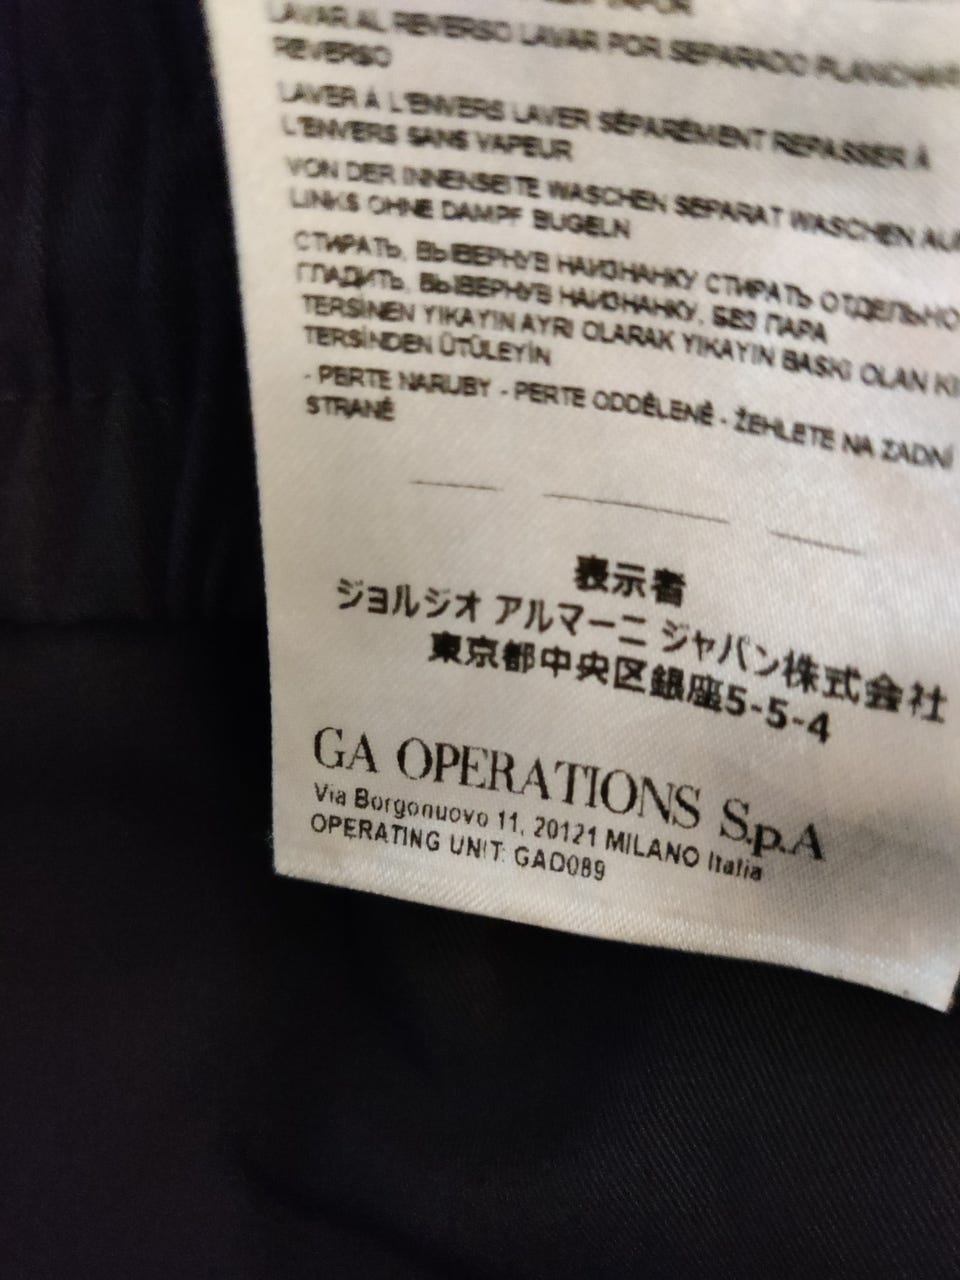 VAPOR
LAVAR AL REVERSO LAVAR POR SEPARADO PLANCHAR
REVERSO
LAVER À L'ENVERS LAVER SÉPARÉMENT REPASSER À
L'ENVERS SANS VAPEUR
VON DER INNENSEITE WASCHEN SEPARAT WASCHEN AUF
LINKS OHNE DAMPF BUGELN
СТИРАТЬ, ВЫВЕРНУВ НАИЗНАНКУ СТИРАТЬ ОТДЕЛЬНО
ГЛАДИТЬ, ВЫВЕРНУВ НАИЗНАНКУ, БЕЗ ПАРА
TERSİNEN YIKAYIN AYRI OLARAK YIKAYIN BASKI OLAN KI
TERSİNDEN ÜTÜLEYİN
- PERTE NARUBY - PERTE ODDĚLENĚ - ŽEHLETE NA ZADNÍ
STRANĚ
表示者
ジョルジオ アルマーニ ジャパン株式会社
東京都中央区銀座5-5-4
GA OPERATIONS S.p.A
Via Borgonuovo 11, 20121 MILANO Italia
OPERATING UNIT: GAD089